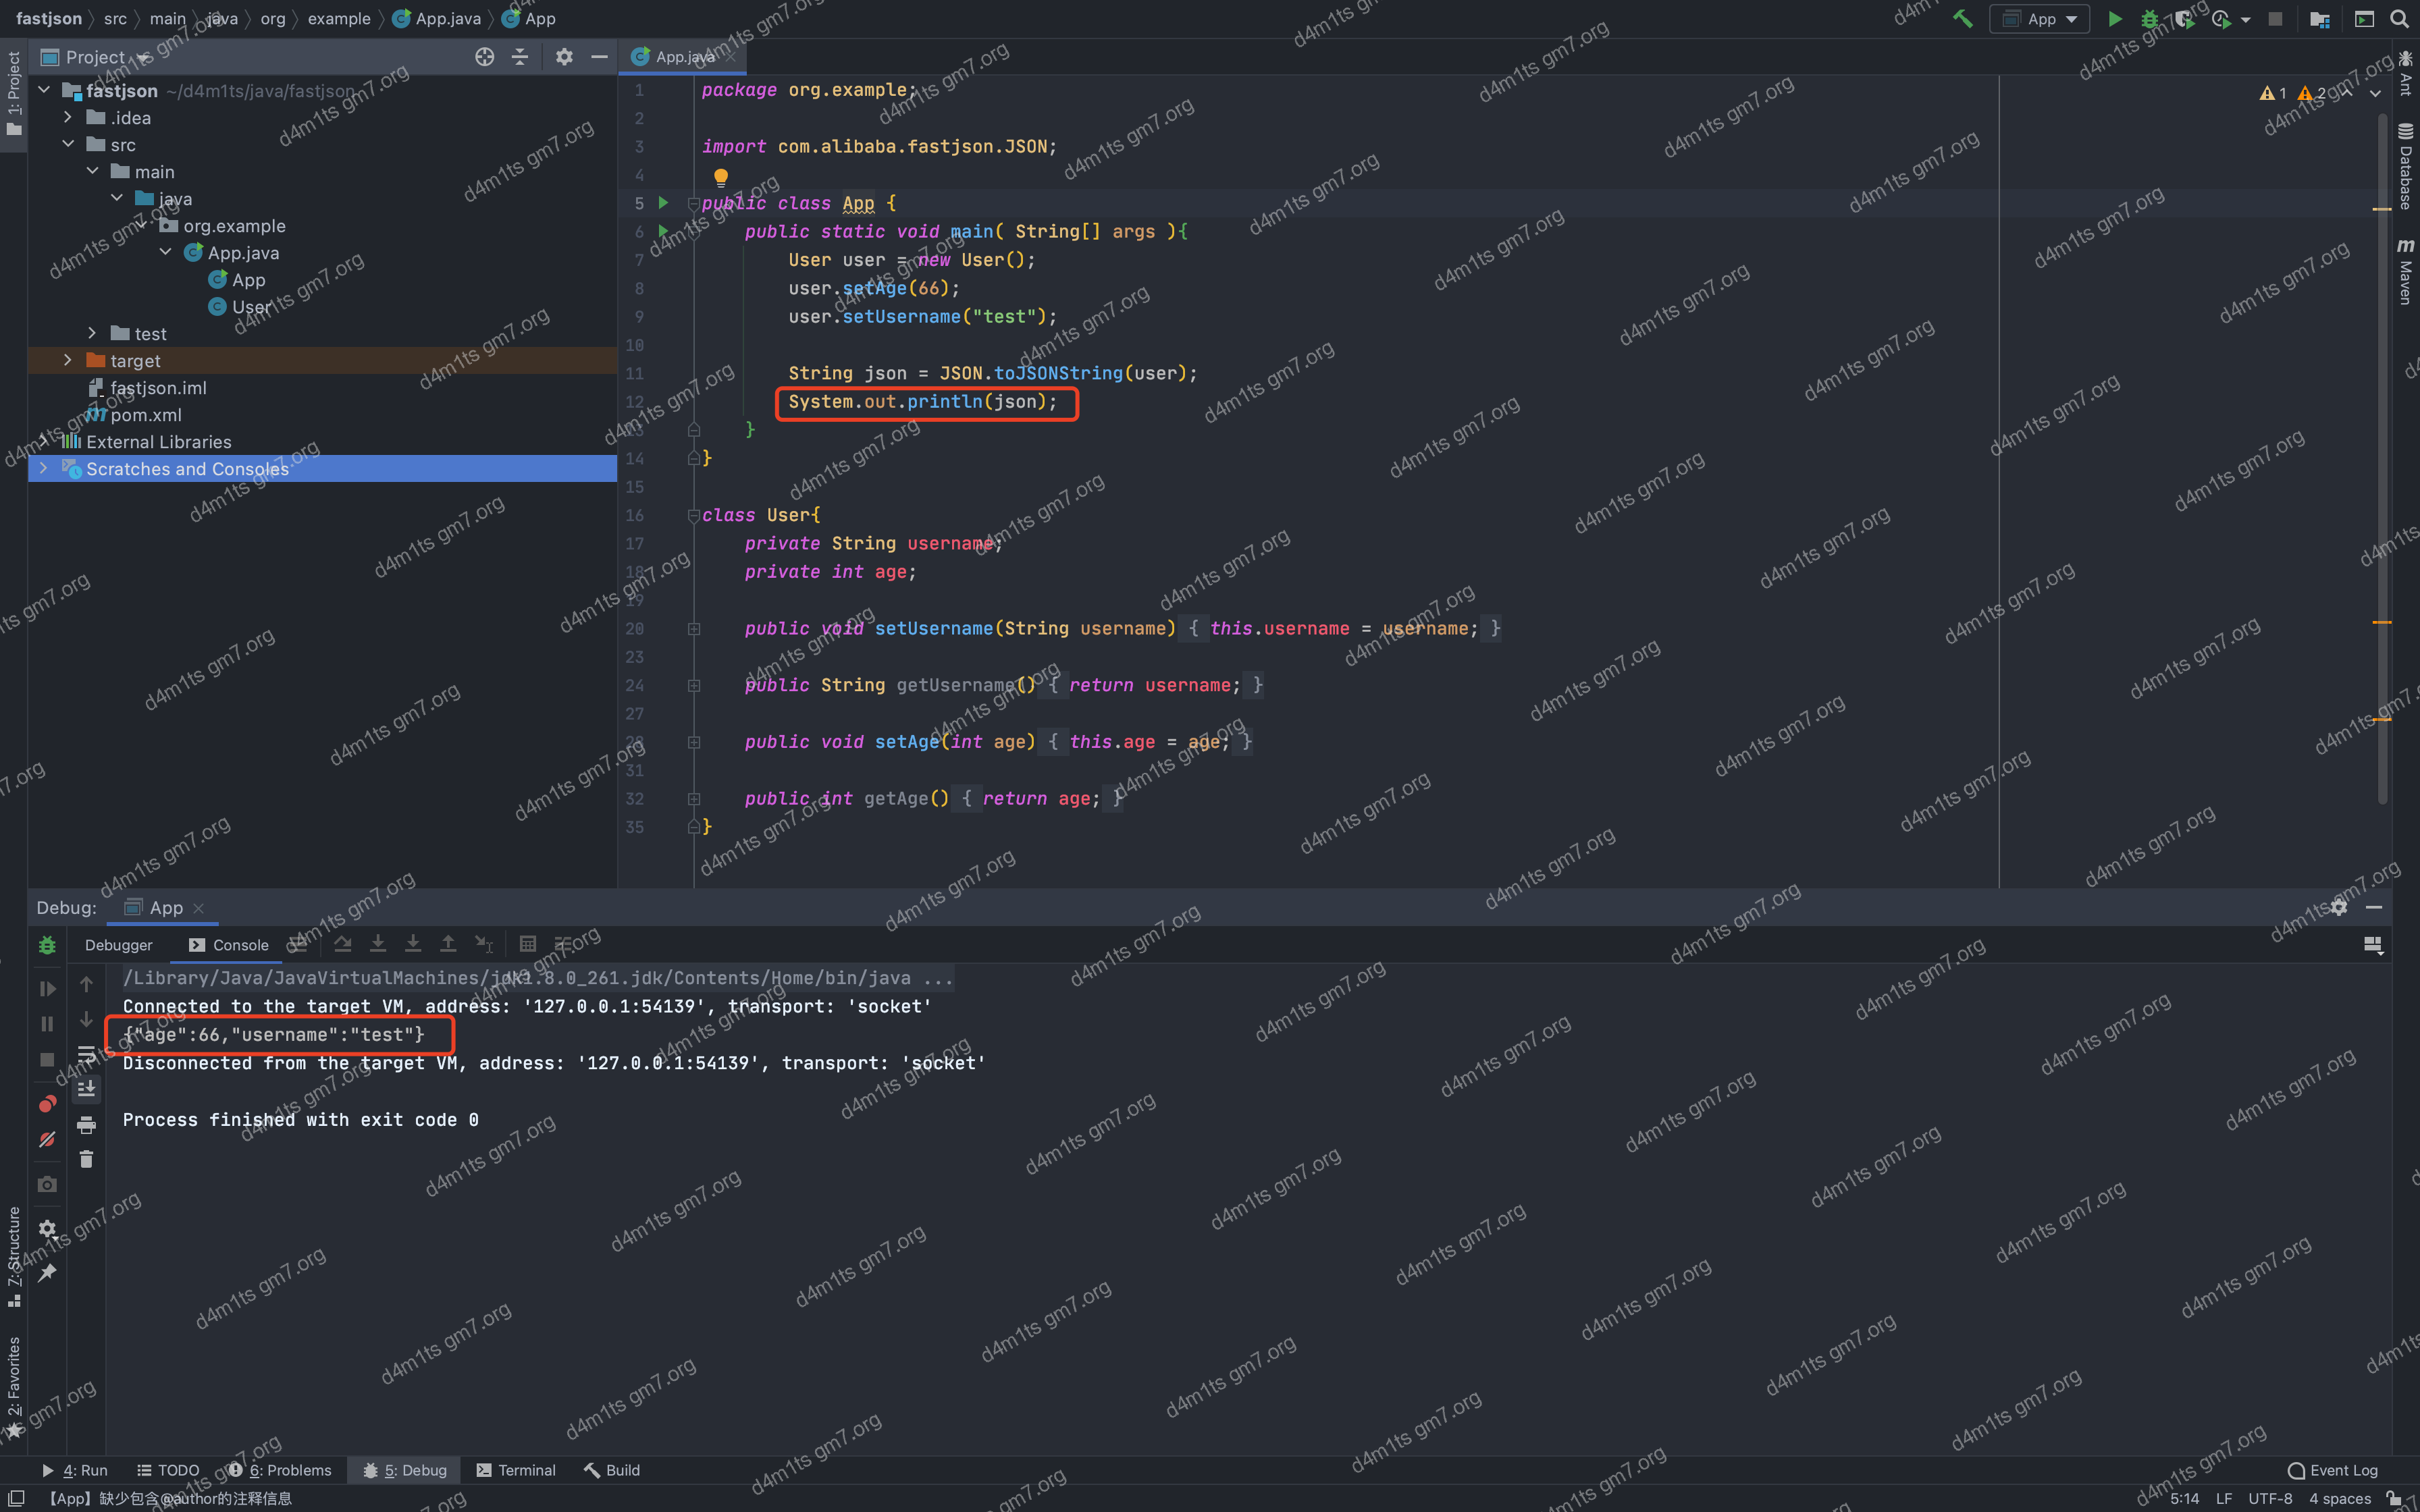 fastjson src main java org example App.java App
App
1: Project
Project
fastjson ~/d4m1ts/java/fastjson
.idea
src
main
java
org.example
App.java
App
User
test
target
fastjson.iml
pom.xml
External Libraries
Scratches and Consoles
App.java
1 2
1 package org.example;
2
3 import com.alibaba.fastjson.JSON;
4
5 public class App {
6 public static void main( String[] args ){
7 User user = new User();
8 user.setAge(66);
9 user.setUsername("test");
10
11 String json = JSON.toJSONString(user);
12 System.out.println(json);
13 }
14 }
15
16 class User{
17 private String username;
18 private int age;
19
20 public void setUsername(String username) { this.username = username; }
23
24 public String getUsername() { return username; }
27
28 public void setAge(int age) { this.age = age; }
31
32 public int getAge() { return age; }
35 }
Ant
Database
Maven
Debug: App
Debugger Console
/Library/Java/JavaVirtualMachines/jdk1.8.0_261.jdk/Contents/Home/bin/java ...
Connected to the target VM, address: '127.0.0.1:54139', transport: 'socket'
{"age":66,"username":"test"}
Disconnected from the target VM, address: '127.0.0.1:54139', transport: 'socket'
Process finished with exit code 0
7: Structure
2: Favorites
4: Run TODO 6: Problems 5: Debug Terminal Build
Event Log
【App】缺少包含@author的注释信息
5:14 LF UTF-8 4 spaces
d4m1ts gm7.org